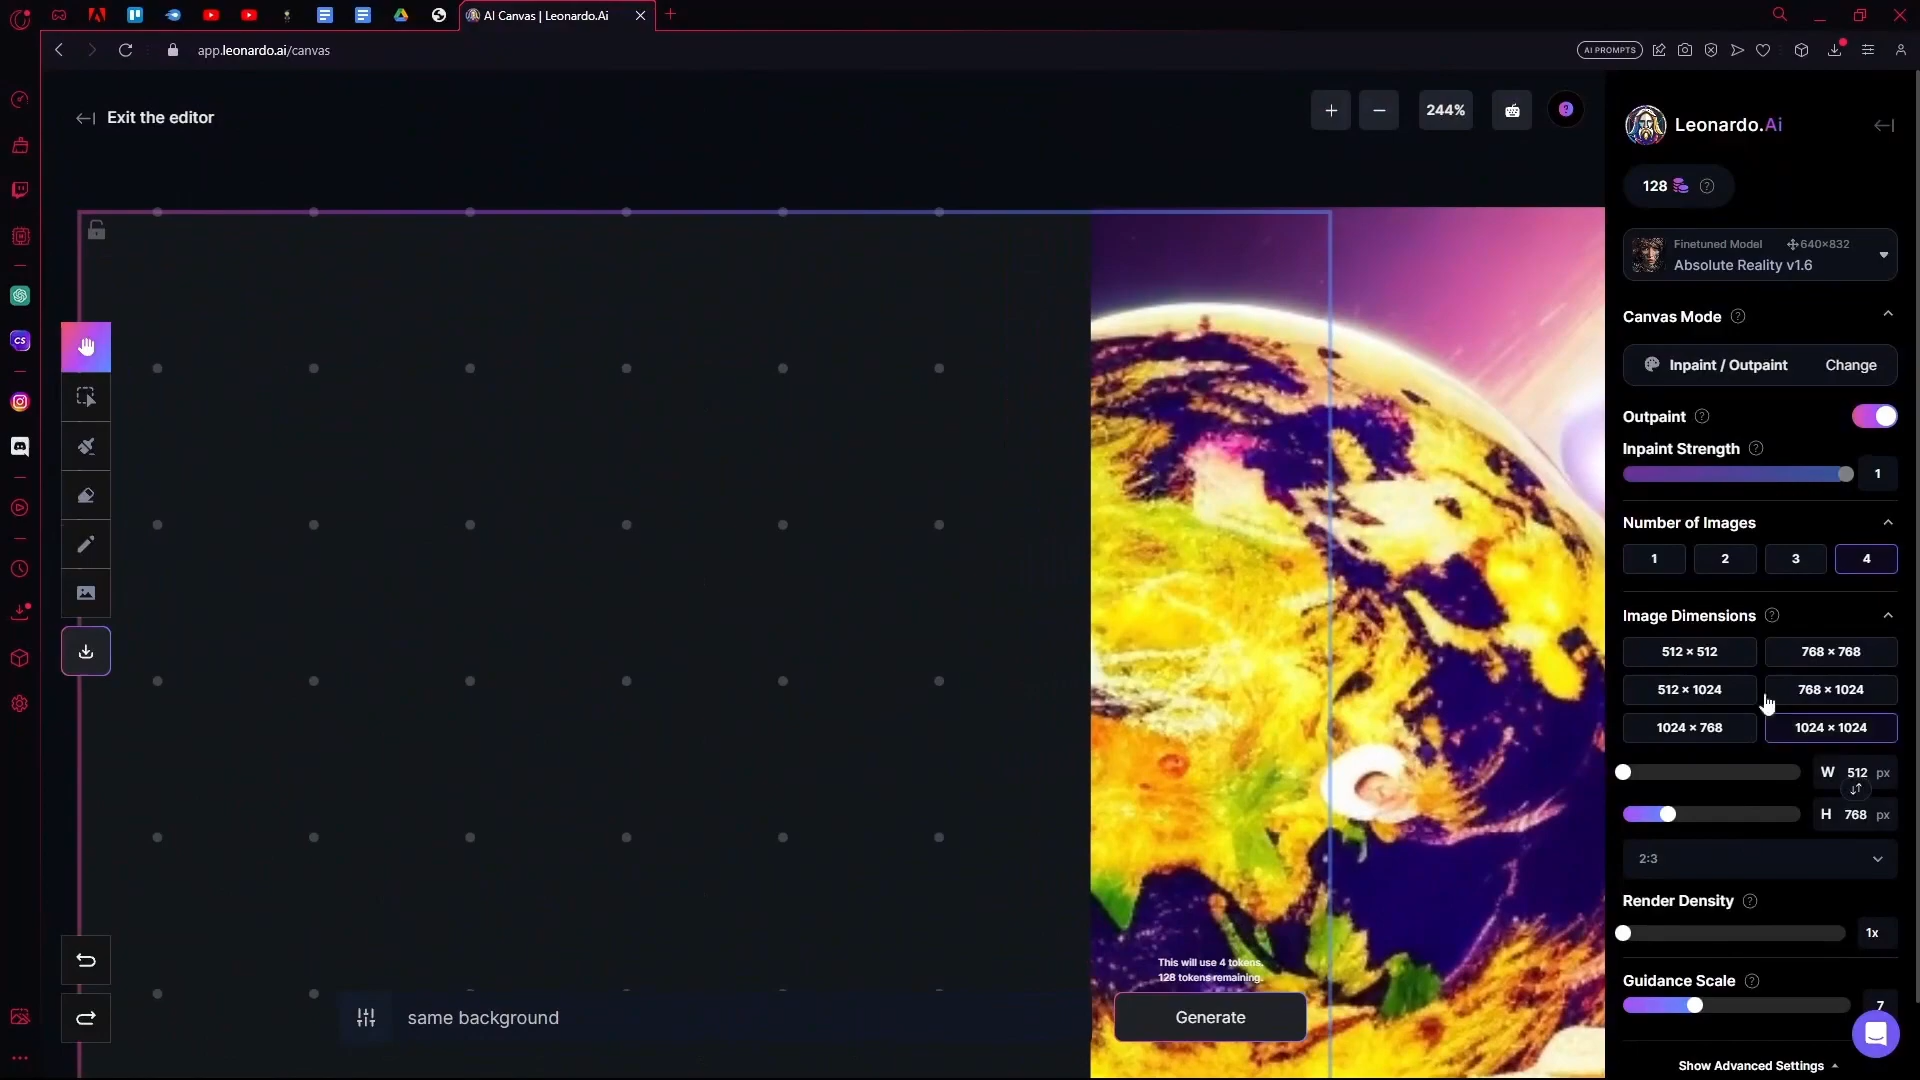 AI Canvas | Leonardo.Ai
app.leonardo.ai/canvas
AI PROMPTS
Exit the editor
244%
Leonardo.Ai
128
Finetuned Model
640×832
Absolute Reality v1.6
Canvas Mode
Inpaint / Outpaint
Change
Outpaint
Inpaint Strength
1
Number of Images
1
2
3
4
Image Dimensions
512 × 512
768 × 768
512 × 1024
768 × 1024
1024 × 768
1024 × 1024
W 512 px
H 768 px
2:3
Render Density
1x
Guidance Scale
7
Show Advanced Settings
CS
This will use 4 tokens.
128 tokens remaining.
same background
Generate